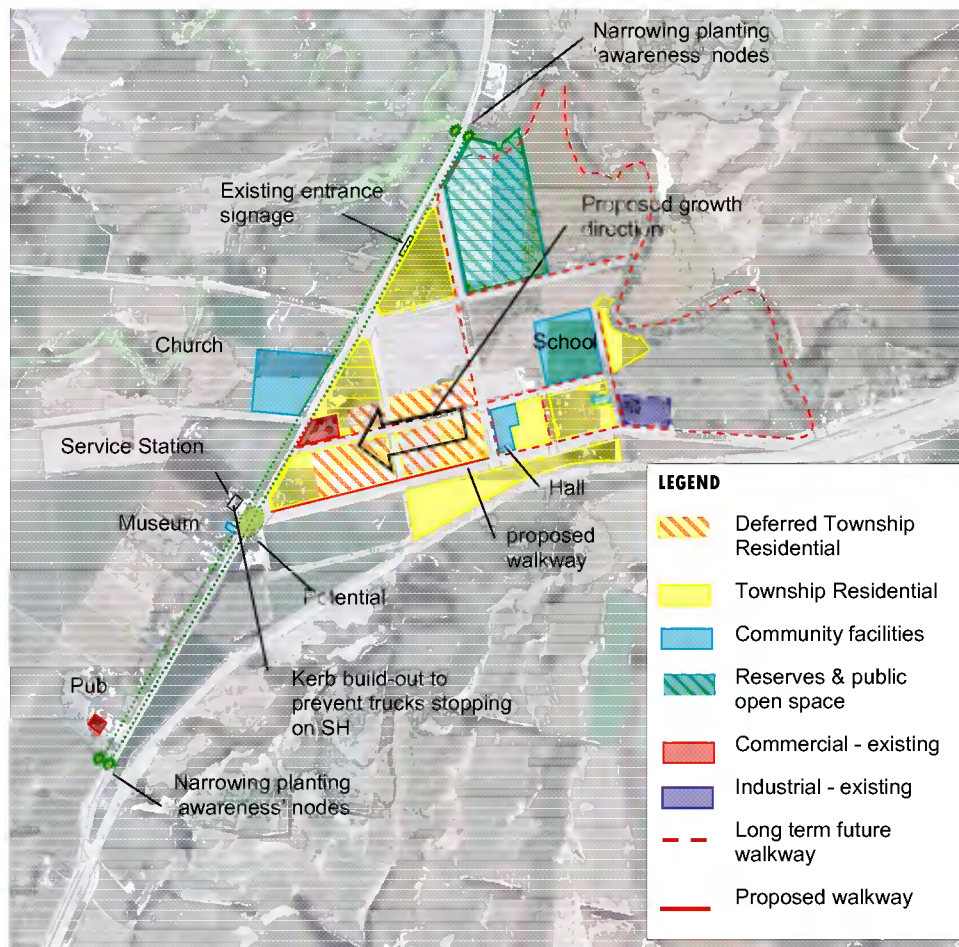 Narrowing planting
'awareness' nodes
Existing entrance
signage
Proposed growth
direction
Church
School
Service Station
Museum
Hall
proposed
walkway
Potential
Pub
Kerb build-out to
prevent trucks stopping
on SH
Narrowing planting
'awareness' nodes
LEGEND
Deferred Township
Residential
Township Residential
Community facilities
Reserves & public
open space
Commercial - existing
Industrial - existing
Long term future
walkway
Proposed walkway